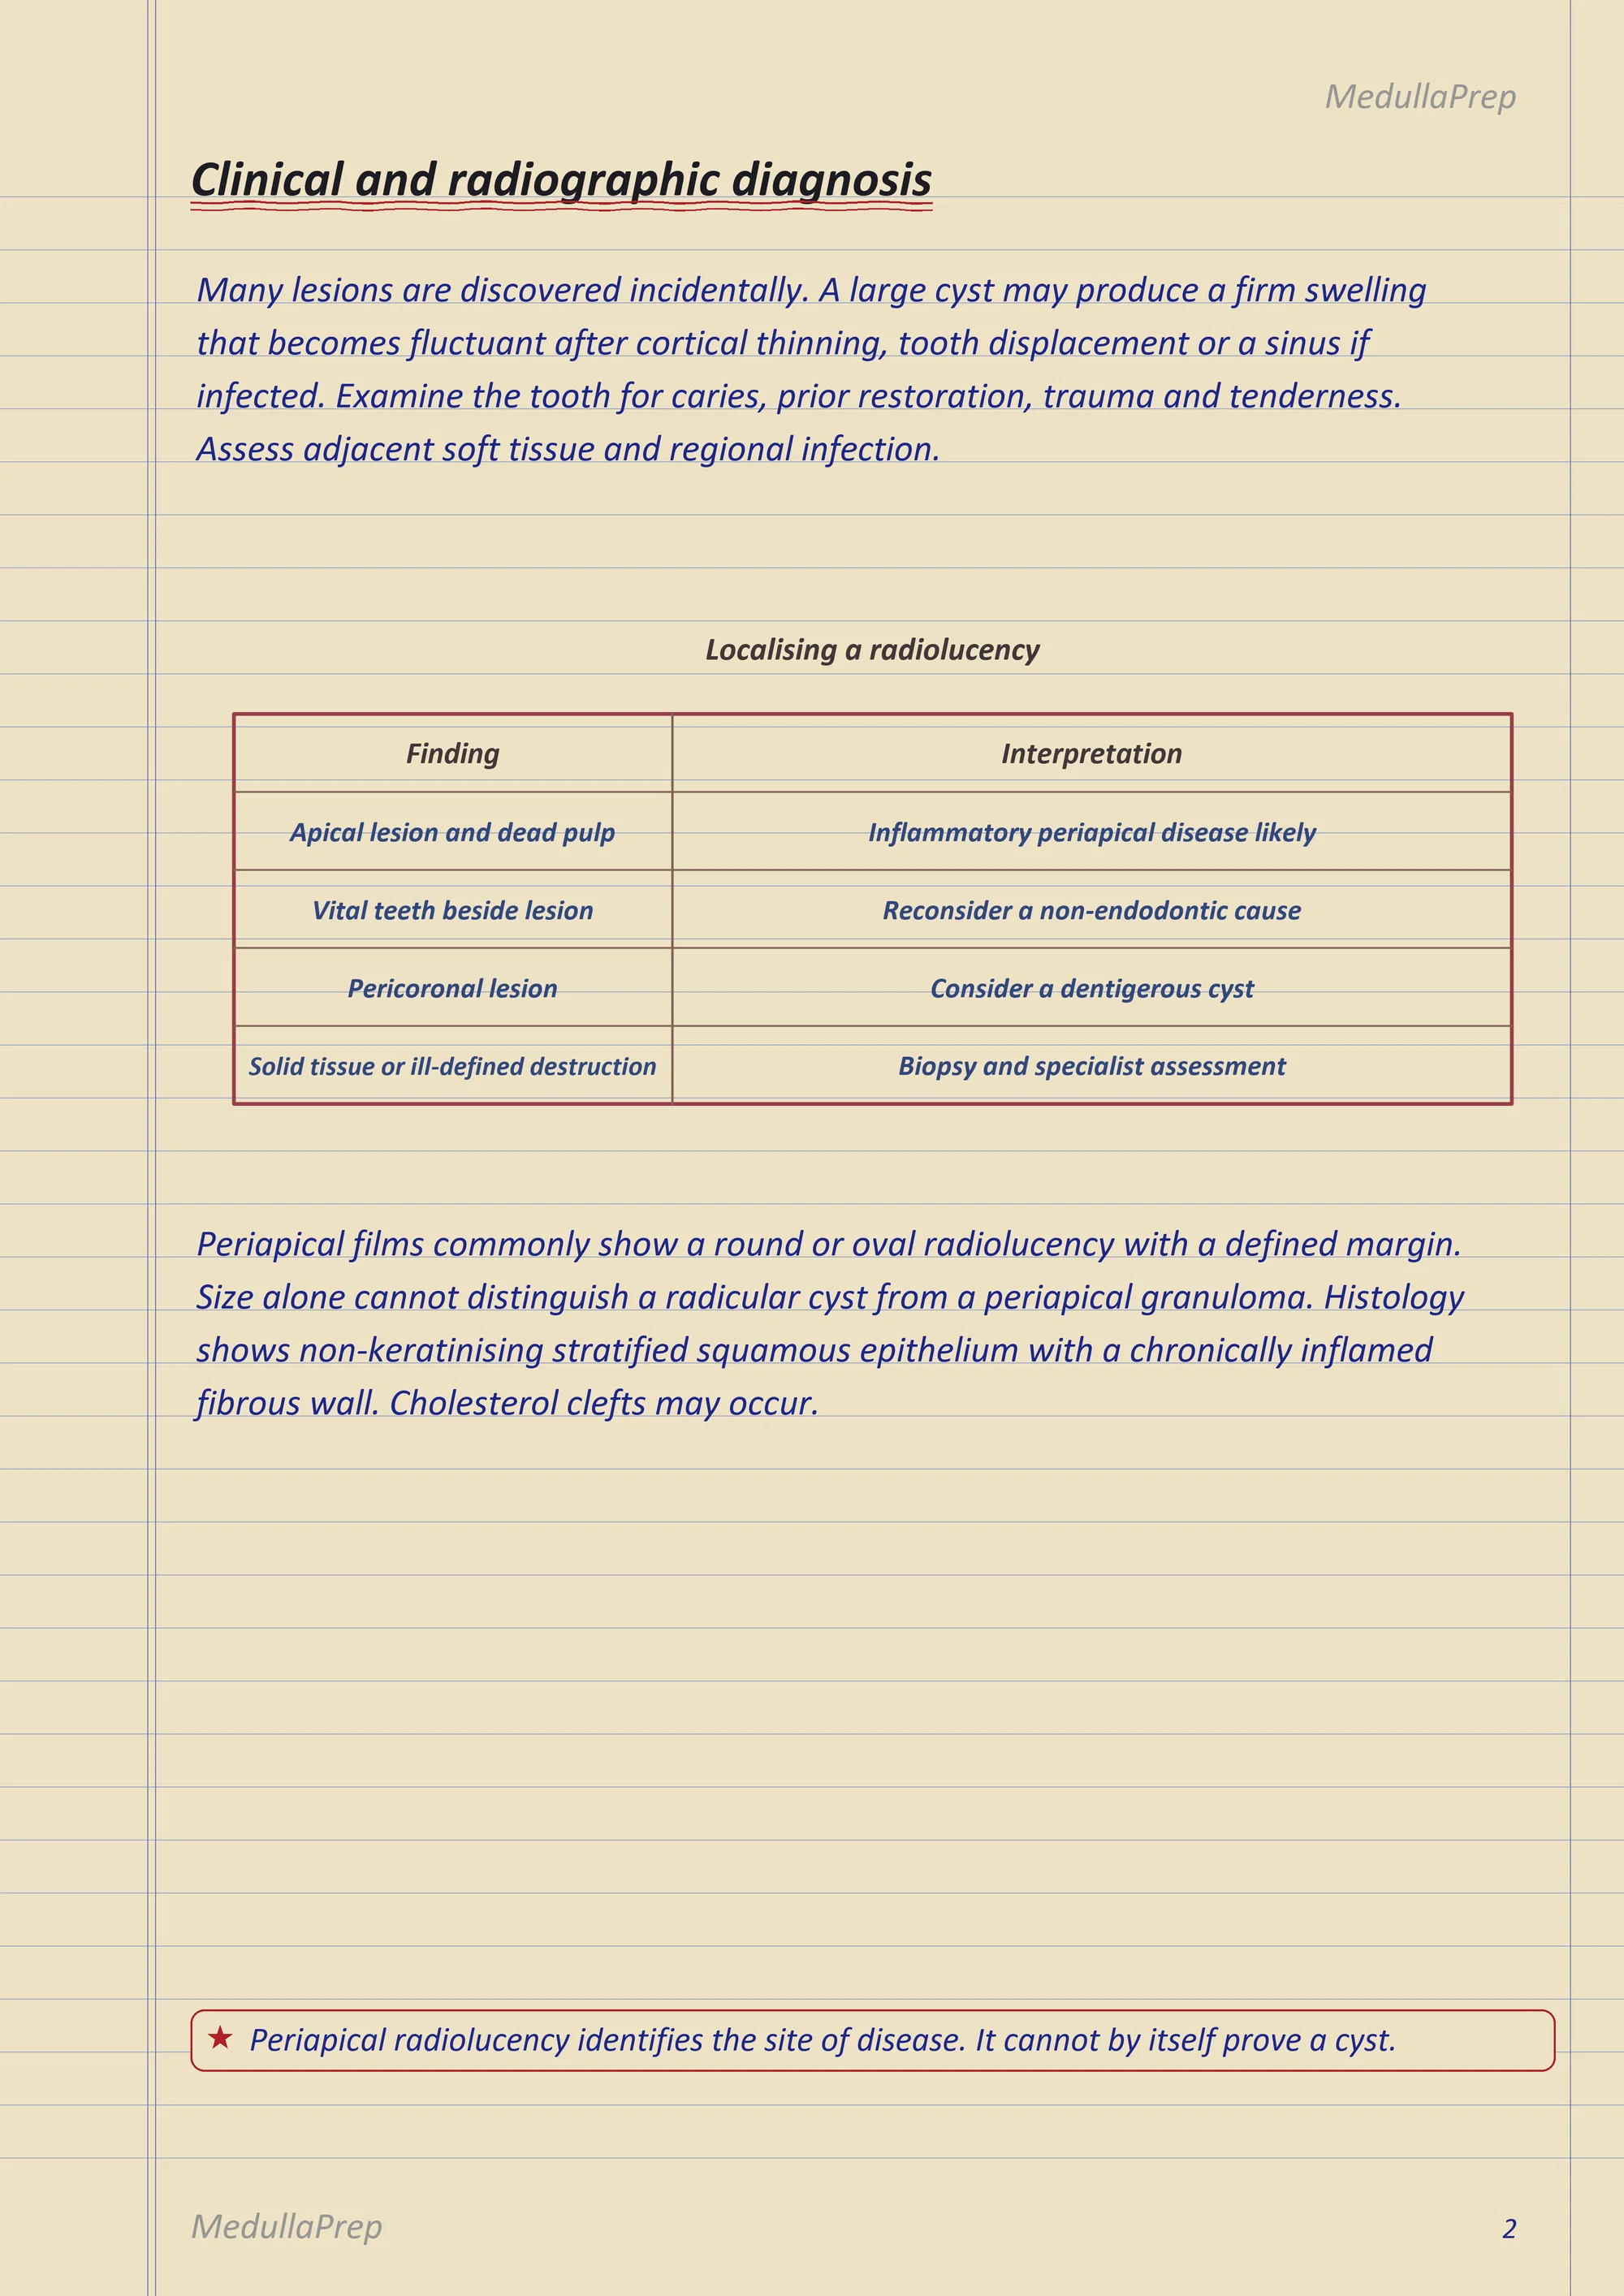 MedullaPrep
Clinical and radiographic diagnosis
Many lesions are discovered incidentally. A large cyst may produce a firm swelling
that becomes fluctuant after cortical thinning, tooth displacement or a sinus if
infected. Examine the tooth for caries, prior restoration, trauma and tenderness.
Assess adjacent soft tissue and regional infection.
Localising a radiolucency
Finding Interpretation
Apical lesion and dead pulp Inflammatory periapical disease likely
Vital teeth beside lesion Reconsider a non-endodontic cause
Pericoronal lesion Consider a dentigerous cyst
Solid tissue or ill-defined destruction Biopsy and specialist assessment
Periapical films commonly show a round or oval radiolucency with a defined margin.
Size alone cannot distinguish a radicular cyst from a periapical granuloma. Histology
shows non-keratinising stratified squamous epithelium with a chronically inflamed
fibrous wall. Cholesterol clefts may occur.
★ Periapical radiolucency identifies the site of disease. It cannot by itself prove a cyst.
MedullaPrep 2